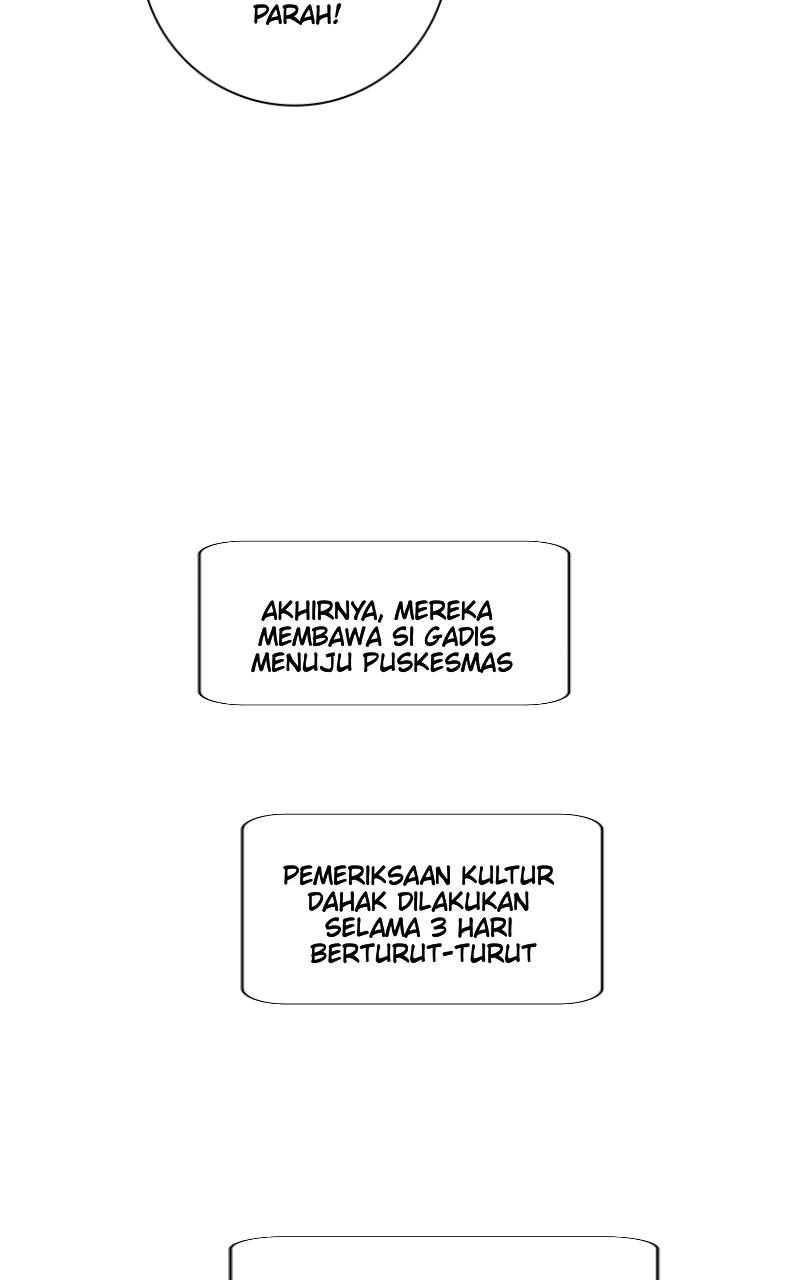 PARAH!
AKHIRNYA, MEREKA
MEMBAWA SI GADIS
MENUJU PUSKESMAS
PEMERIKSAAN KULTUR
DAHAK DILAKUKAN
SELAMA 3 HARI
BERTURUT-TURUT